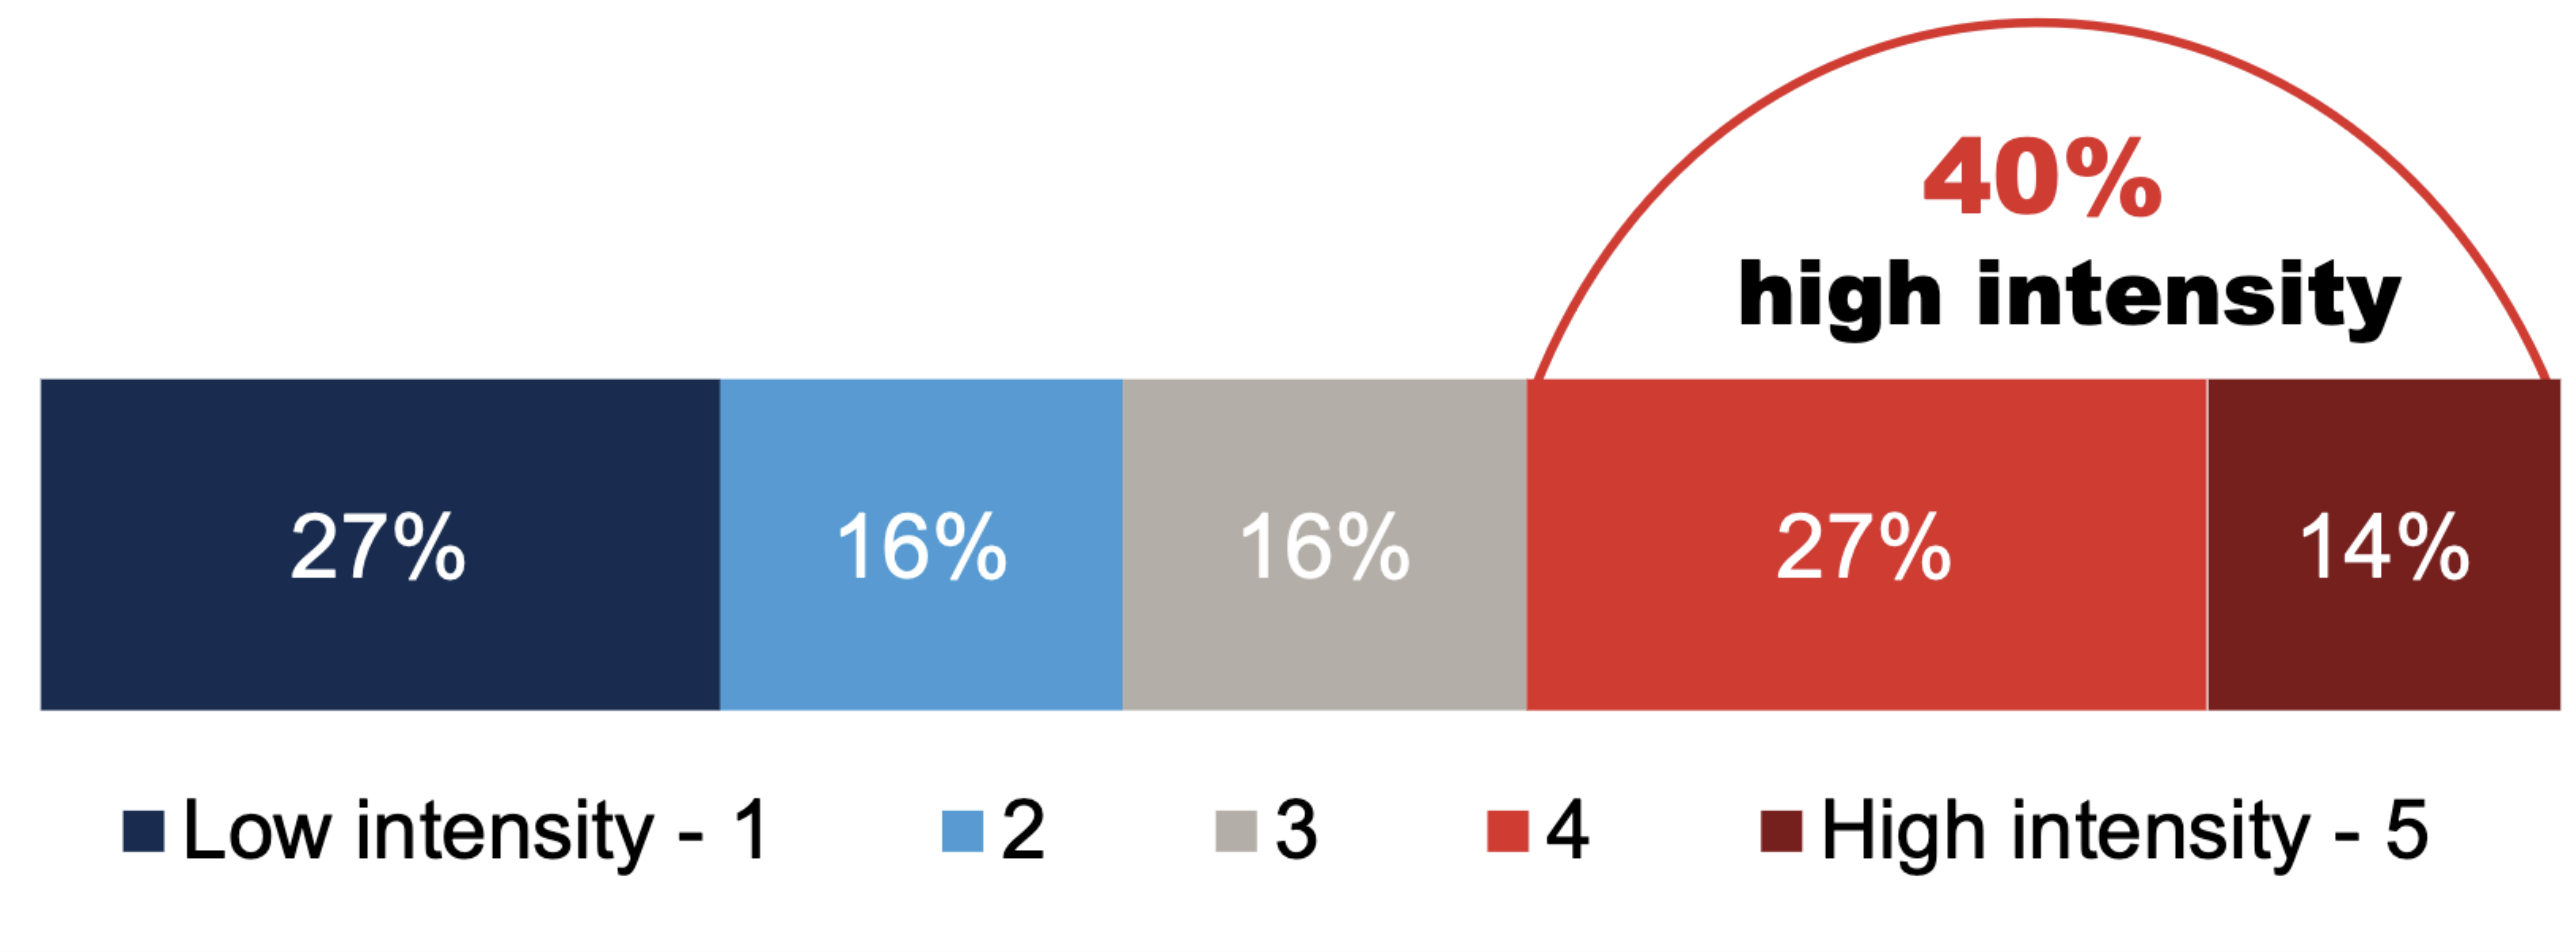 40%
high intensity
27% 16% 16% 27% 14%
Low intensity - 1 2 3 4 High intensity - 5